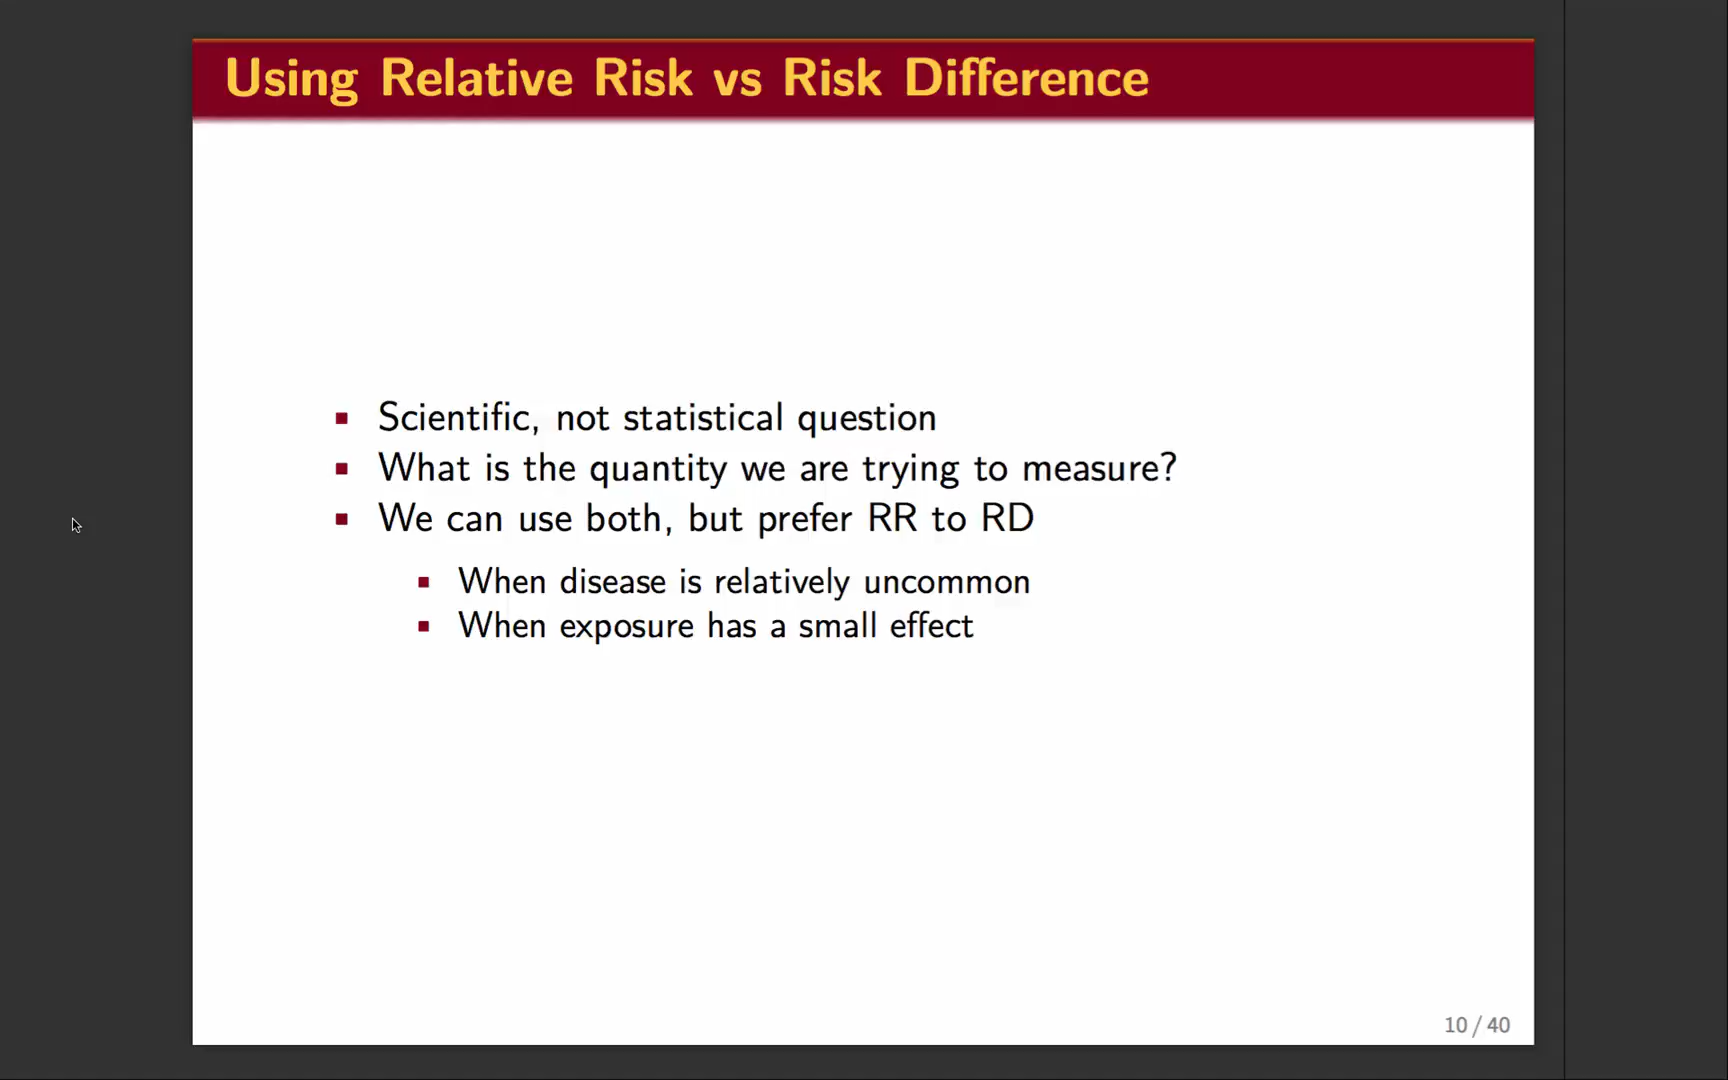 Using Relative Risk vs Risk Difference
Scientific, not statistical question
What is the quantity we are trying to measure?
We can use both, but prefer RR to RD
When disease is relatively uncommon
When exposure has a small effect
10 / 40